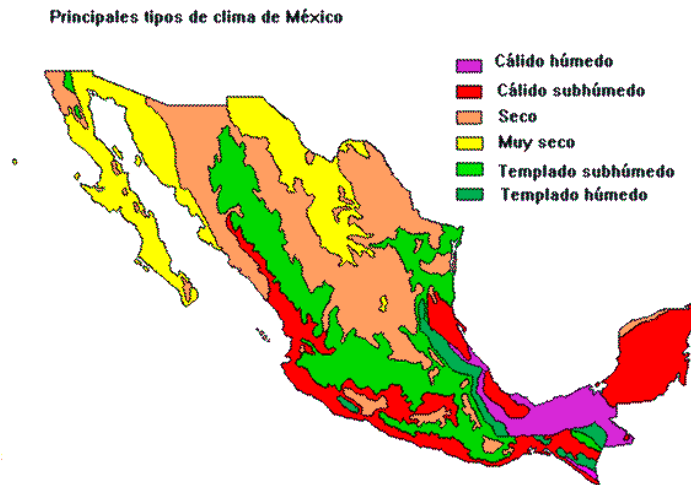 Principales tipos de clima de México
Cálido húmedo
Cálido subhúmedo
Seco
Muy seco
Templado subhúmedo
Templado húmedo